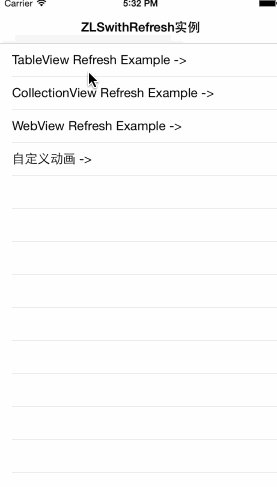 Carrier 5:32 PM
ZLSwithRefresh实例
TableView Refresh Example ->
CollectionView Refresh Example ->
WebView Refresh Example ->
自定义动画 ->